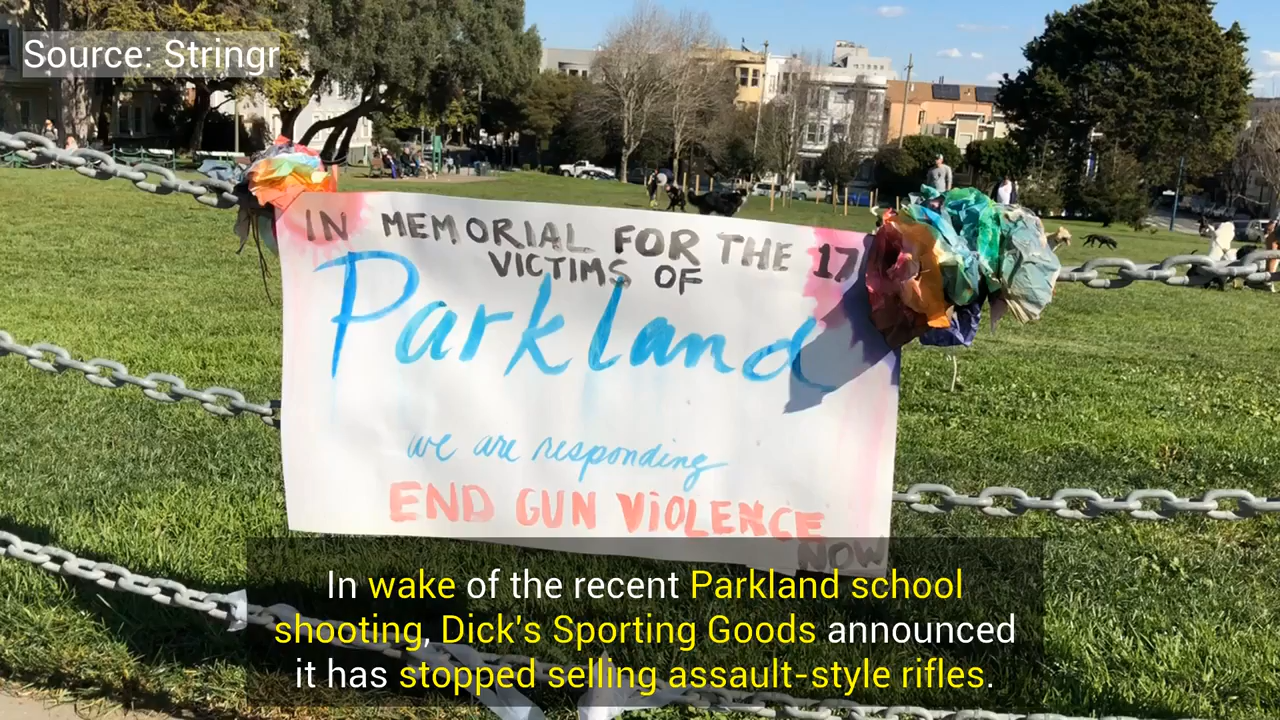 Source: Stringr
IN MEMORIAL FOR THE 17
VICTIMS OF
Parkland
we are responding
END GUN VIOLENCE
NOW
In wake of the recent Parkland school
shooting, Dick's Sporting Goods announced
it has stopped selling assault-style rifles.